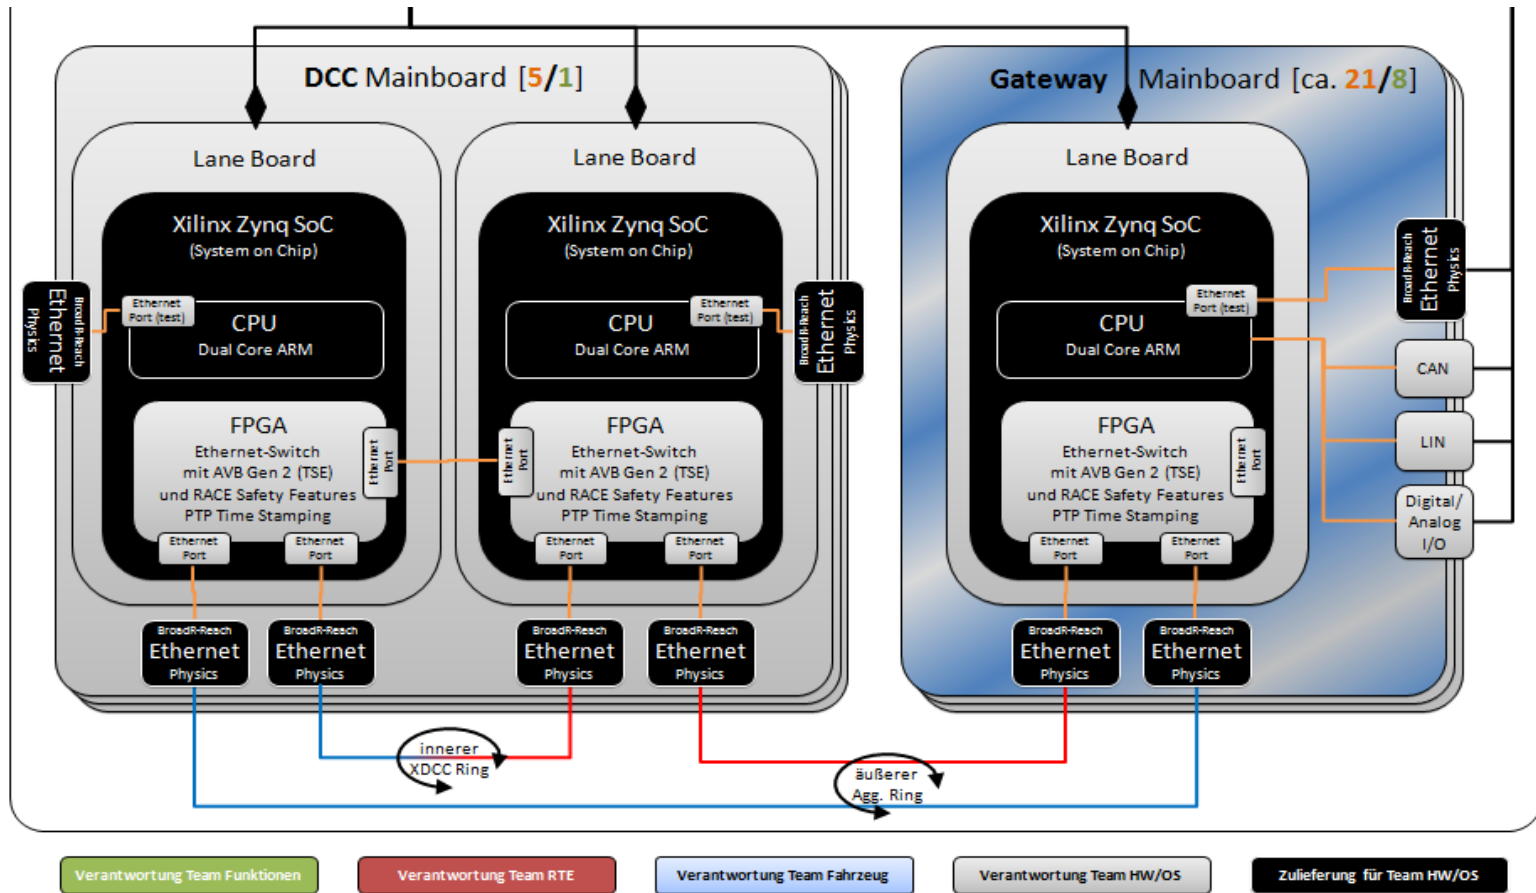 DCC Mainboard [5/1]
Lane Board
Xilinx Zynq SoC
(System on Chip)
BroadR-Reach
Ethernet
Physics
Ethernet
Port (test)
CPU
Dual Core ARM
FPGA
Ethernet-Switch
mit AVB Gen 2 (TSE)
und RACE Safety Features
PTP Time Stamping
Ethernet
Port
Ethernet
Port
Ethernet
Port
BroadR-Reach
Ethernet
Physics
BroadR-Reach
Ethernet
Physics
Lane Board
Xilinx Zynq SoC
(System on Chip)
Ethernet
Port (test)
BroadR-Reach
Ethernet
Physics
CPU
Dual Core ARM
FPGA
Ethernet-Switch
mit AVB Gen 2 (TSE)
und RACE Safety Features
PTP Time Stamping
Ethernet
Port
Ethernet
Port
Ethernet
Port
BroadR-Reach
Ethernet
Physics
BroadR-Reach
Ethernet
Physics
Gateway Mainboard [ca. 21/8]
Lane Board
Xilinx Zynq SoC
(System on Chip)
Ethernet
Port (test)
CPU
Dual Core ARM
FPGA
Ethernet-Switch
mit AVB Gen 2 (TSE)
und RACE Safety Features
PTP Time Stamping
Ethernet
Port
Ethernet
Port
Ethernet
Port
BroadR-Reach
Ethernet
Physics
BroadR-Reach
Ethernet
Physics
BroadR-Reach
Ethernet
Physics
CAN
LIN
Digital/
Analog
I/O
innerer
XDCC Ring
äußerer
Agg. Ring
Verantwortung Team Funktionen
Verantwortung Team RTE
Verantwortung Team Fahrzeug
Verantwortung Team HW/OS
Zulieferung für Team HW/OS